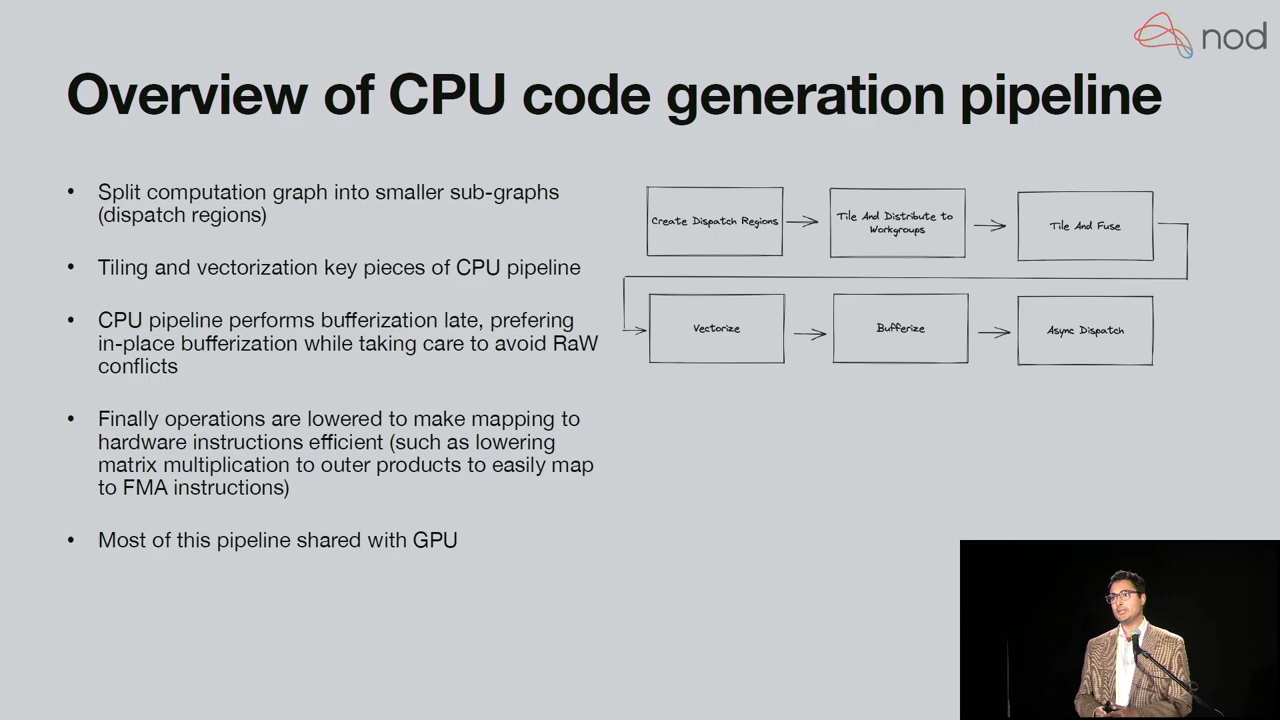 nod
Overview of CPU code generation pipeline
• Split computation graph into smaller sub-graphs
(dispatch regions)
• Tiling and vectorization key pieces of CPU pipeline
• CPU pipeline performs bufferization late, prefering
in-place bufferization while taking care to avoid RaW
conflicts
• Finally operations are lowered to make mapping to
hardware instructions efficient (such as lowering
matrix multiplication to outer products to easily map
to FMA instructions)
• Most of this pipeline shared with GPU
Create Dispatch Regions
Tile And Distribute to
Workgroups
Tile And Fuse
Vectorize
Bufferize
Async Dispatch